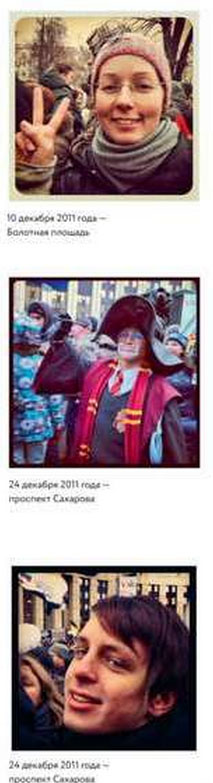 10 декабря 2011 года —
Болотная площадь
24 декабря 2011 года —
проспект Сахарова
24 декабря 2011 года —
проспект Сахарова